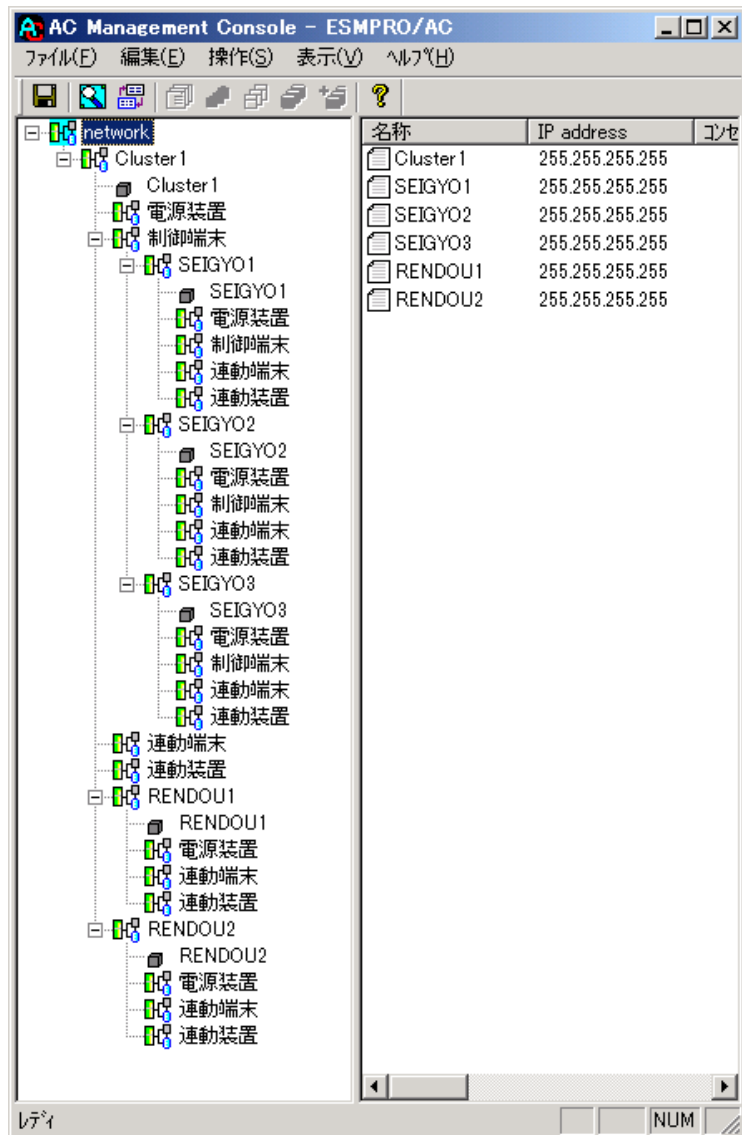 AC Management Console - ESMPRO/AC
ファイル(F) 編集(E) 操作(S) 表示(V) ヘルプ(H)
network
Cluster1
Cluster1
電源装置
制御端末
SEIGYO1
SEIGYO1
電源装置
制御端末
連動端末
連動装置
SEIGYO2
SEIGYO2
電源装置
制御端末
連動端末
連動装置
SEIGYO3
SEIGYO3
電源装置
制御端末
連動端末
連動装置
連動端末
連動装置
RENDOU1
RENDOU1
電源装置
連動端末
連動装置
RENDOU2
RENDOU2
電源装置
連動端末
連動装置
名称 IP address コンセ
Cluster1 255.255.255.255
SEIGYO1 255.255.255.255
SEIGYO2 255.255.255.255
SEIGYO3 255.255.255.255
RENDOU1 255.255.255.255
RENDOU2 255.255.255.255
レディ NUM